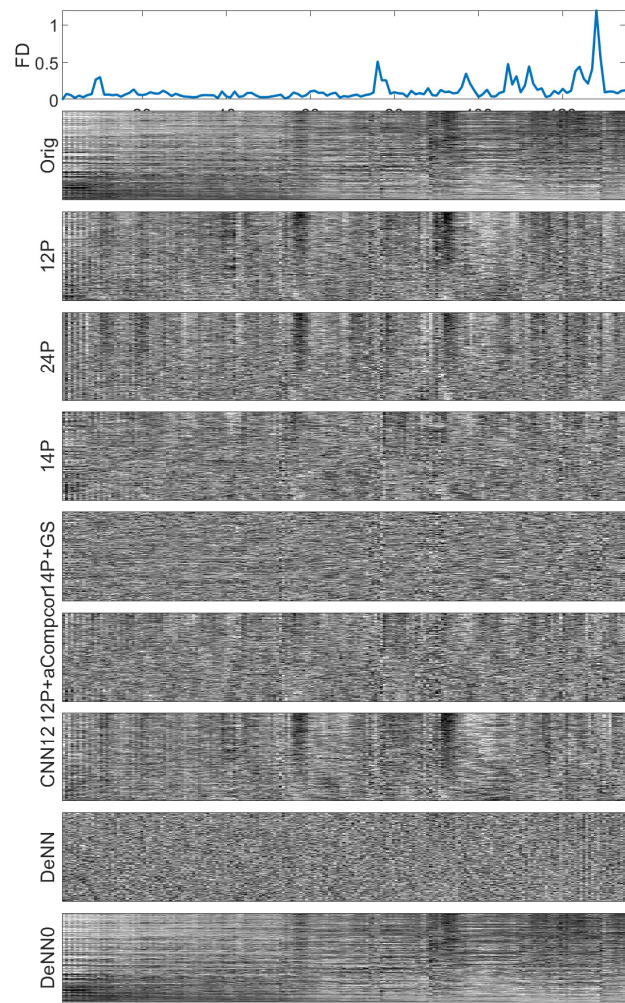 FD
1
0.5
0
Orig
12P
24P
14P
14P+GS
12P+aCompcor
CNN12
DeNN
DeNN0